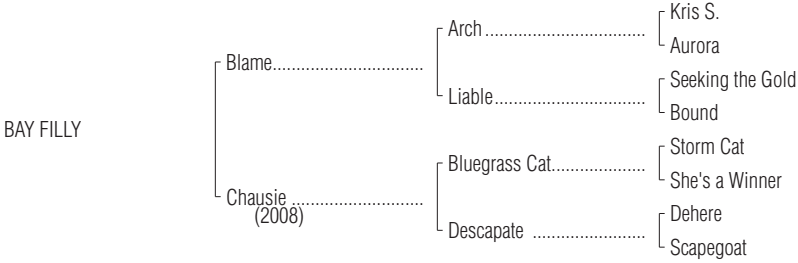 Kris S.
Arch ........................................
Aurora
Blame.....................................
Seeking the Gold
Liable......................................
Bound
BAY FILLY
Storm Cat
Bluegrass Cat.......................
She's a Winner
Chausie ................................
(2008)
Dehere
Descapate ...........................
Scapegoat